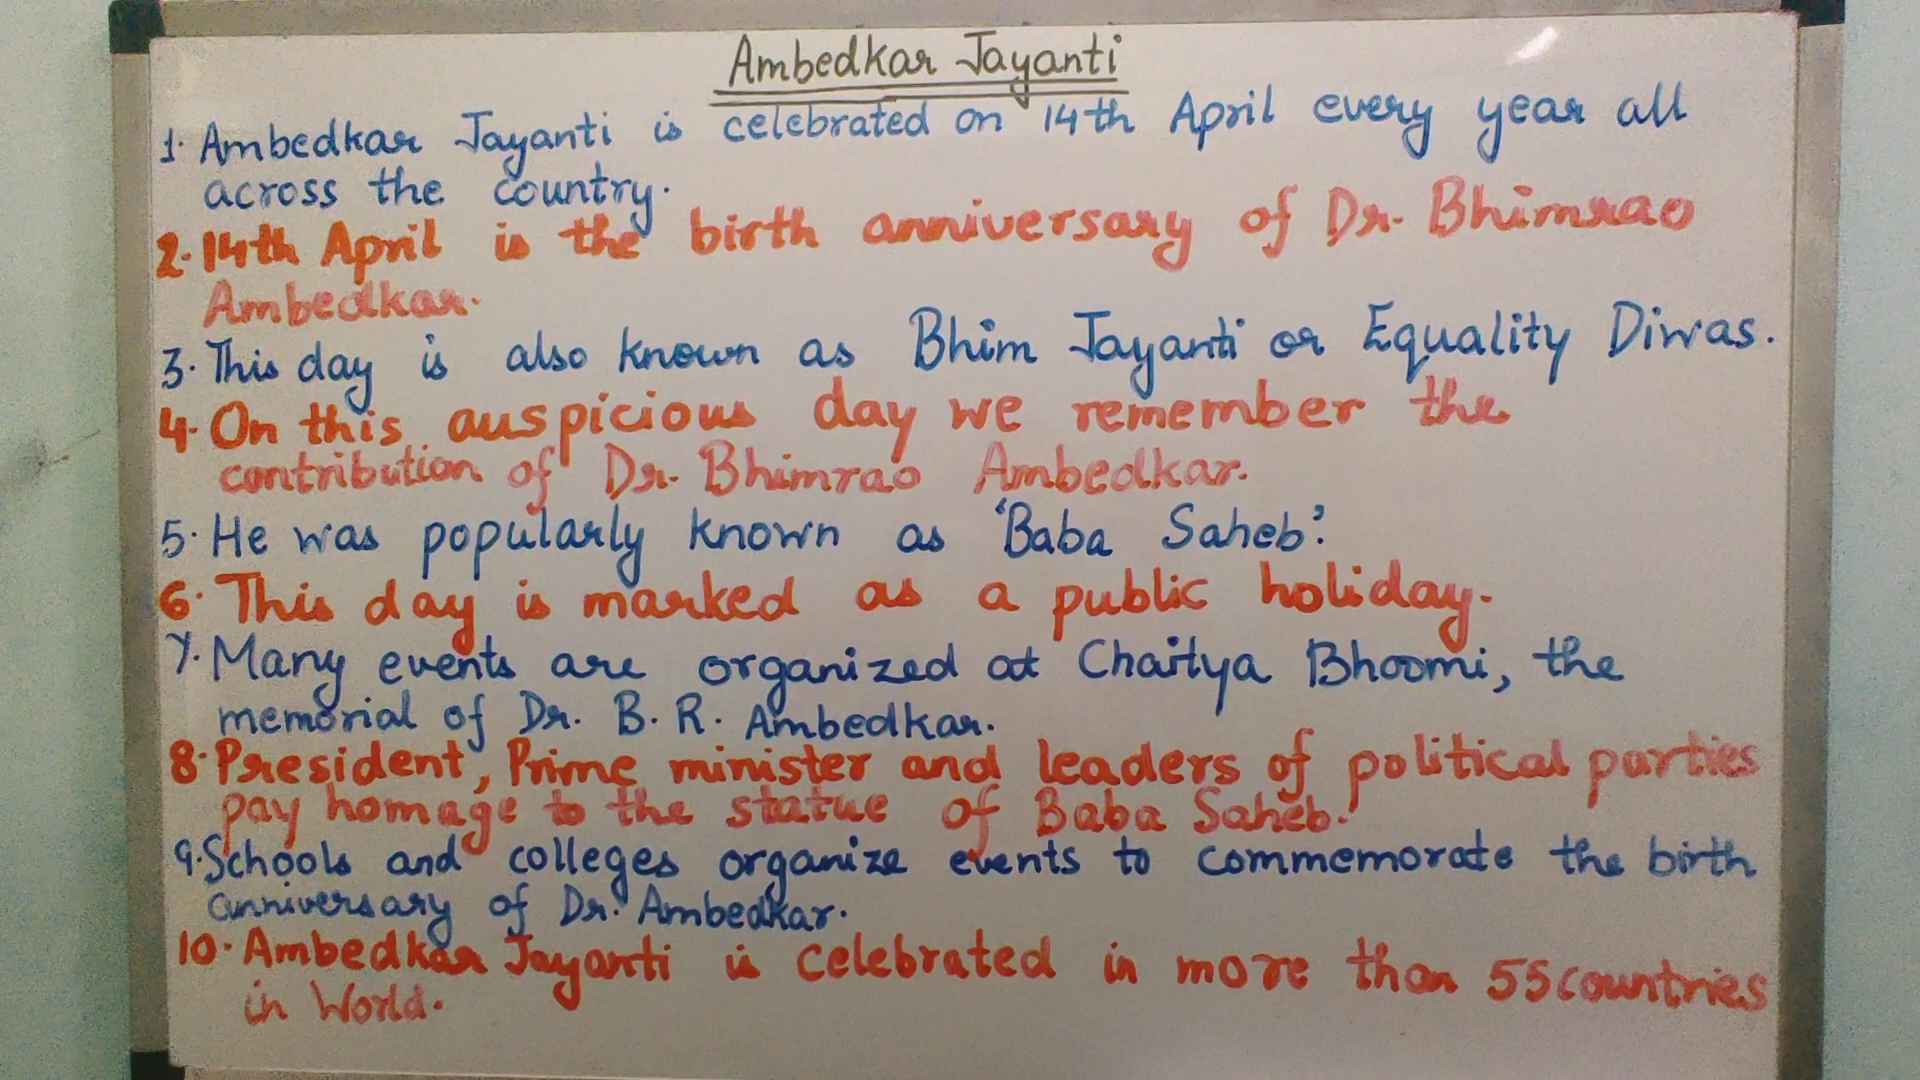 Ambedkar Jayanti
1. Ambedkar Jayanti is celebrated on 14th April every year all
across the country.
2. 14th April is the birth anniversary of Dr. Bhimrao
Ambedkar.
3. This day is also known as Bhim Jayanti or Equality Diwas.
4. On this auspicious day we remember the
contribution of Dr. Bhimrao Ambedkar.
5. He was popularly known as 'Baba Saheb'.
6. This day is marked as a public holiday.
7. Many events are organized at Chaitya Bhoomi, the
memorial of Dr. B. R. Ambedkar.
8. President, Prime minister and leaders of political parties
pay homage to the statue of Baba Saheb.
9. Schools and colleges organize events to commemorate the birth
anniversary of Dr. Ambedkar.
10. Ambedkar Jayanti is celebrated in more than 55 countries
in World.